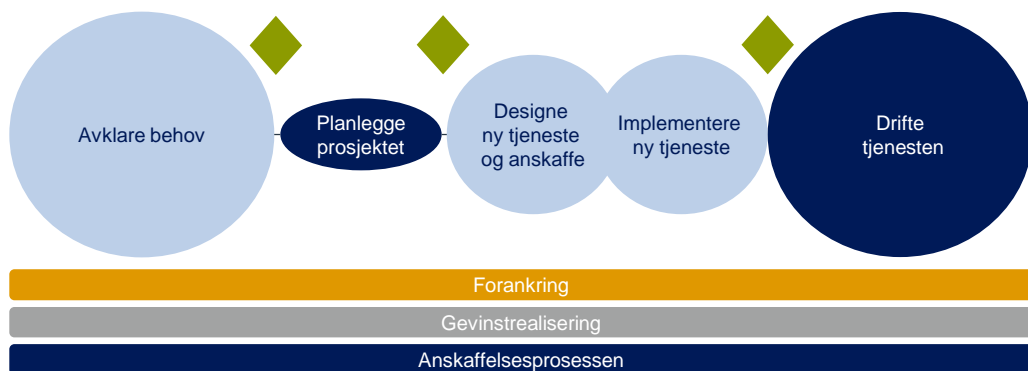 Avklare behov
Planlegge
prosjektet
Designe
ny tjeneste
og anskaffe
Implementere
ny tjeneste
Drifte
tjenesten
Forankring
Gevinstrealisering
Anskaffelsesprosessen